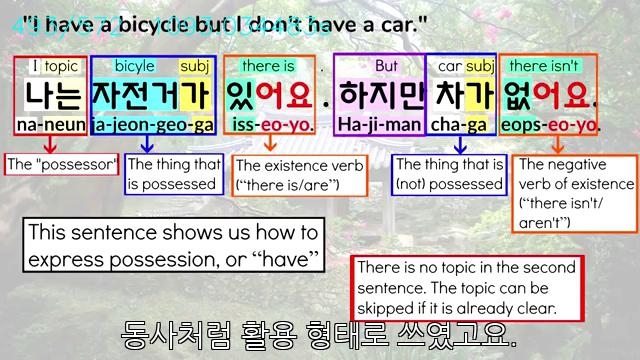 "I have a bicycle but I don't have a car."
I topic bicyle subj there is . But car subj there isn't
나는 자전거가 있어요. 하지만 차가 없어요.
na-neun ja-jeon-geo-ga iss-eo-yo. Ha-ji-man cha-ga eops-eo-yo.
The "possessor"
The thing that
is possessed
The existence verb
(“there is/are”)
The thing that is
(not) possessed
The negative
verb of existence
(“there isn't/
aren't”)
This sentence shows us how to
express possession, or “have”
There is no topic in the second
sentence. The topic can be
skipped if it is already clear.
동사처럼 활용 형태로 쓰였고요.